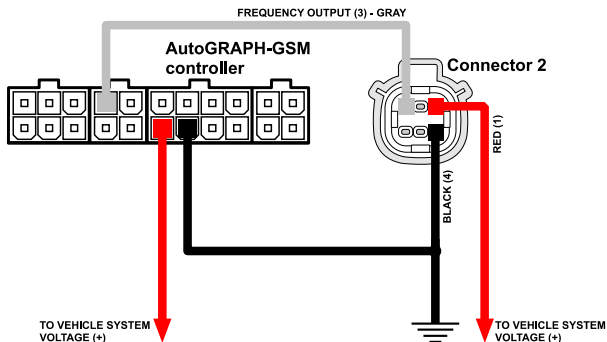 FREQUENCY OUTPUT (3) - GRAY
AutoGRAPH-GSM
controller
Connector 2
RED (1)
BLACK (4)
TO VEHICLE SYSTEM
VOLTAGE (+)
TO VEHICLE SYSTEM
VOLTAGE (+)